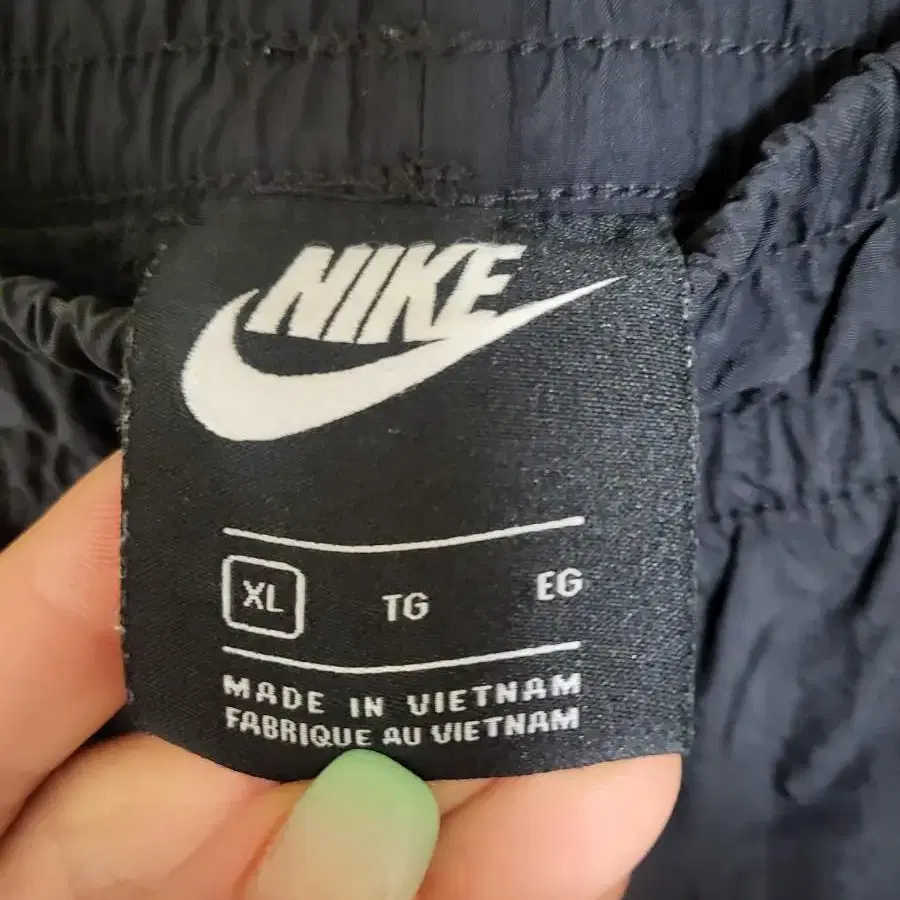 NIKE
XL TG EG
MADE IN VIETNAM
FABRIQUE AU VIETNAM